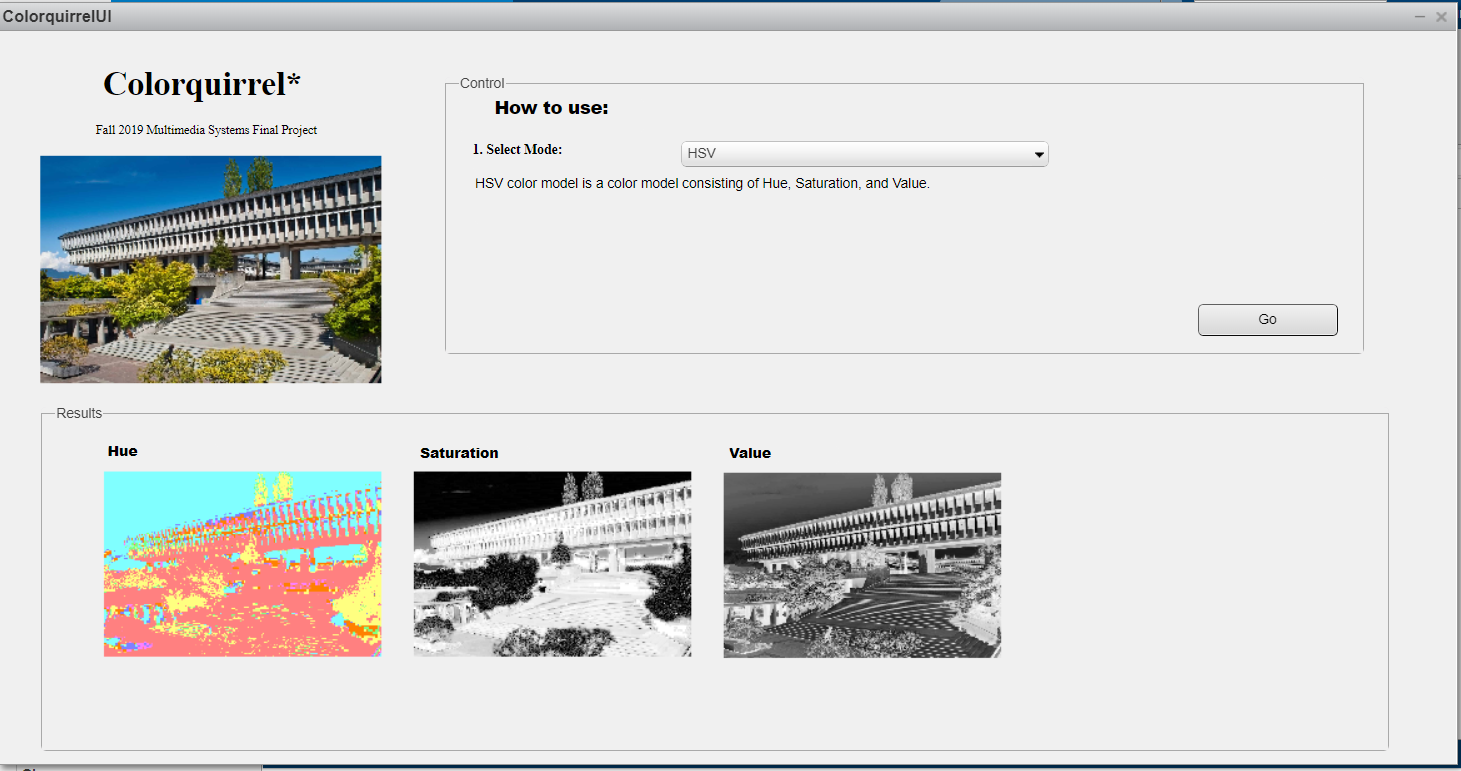 ColorquirrelUI
Colorquirrel*
Fall 2019 Multimedia Systems Final Project
Control
How to use:
1. Select Mode:
HSV
HSV color model is a color model consisting of Hue, Saturation, and Value.
Go
Results
Hue
Saturation
Value